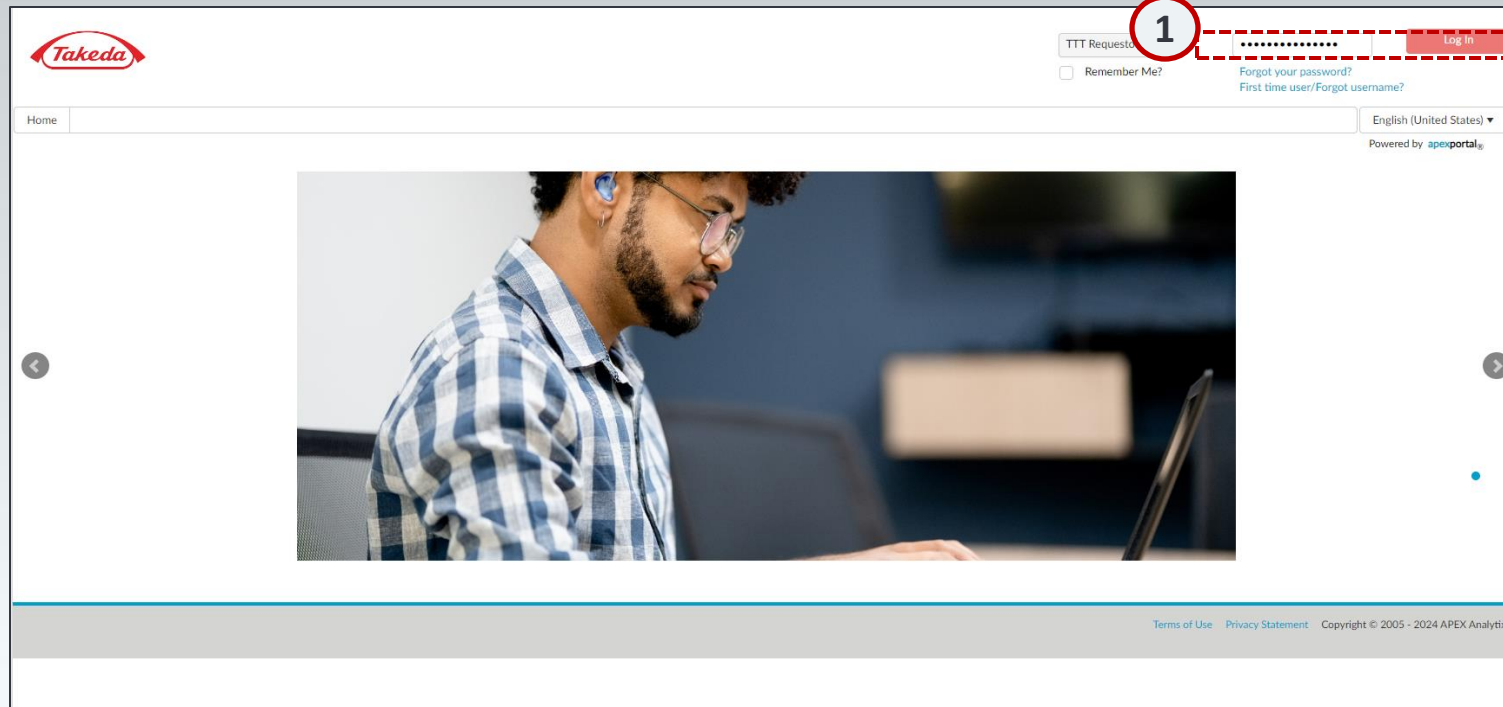 Takeda
1
TTT Requesto
••••••••••••••••
Log In
Remember Me?
Forgot your password?
First time user/Forgot username?
Home
English (United States) ▼
Powered by apexportal®
Terms of Use Privacy Statement Copyright © 2005 - 2024 APEX Analytix